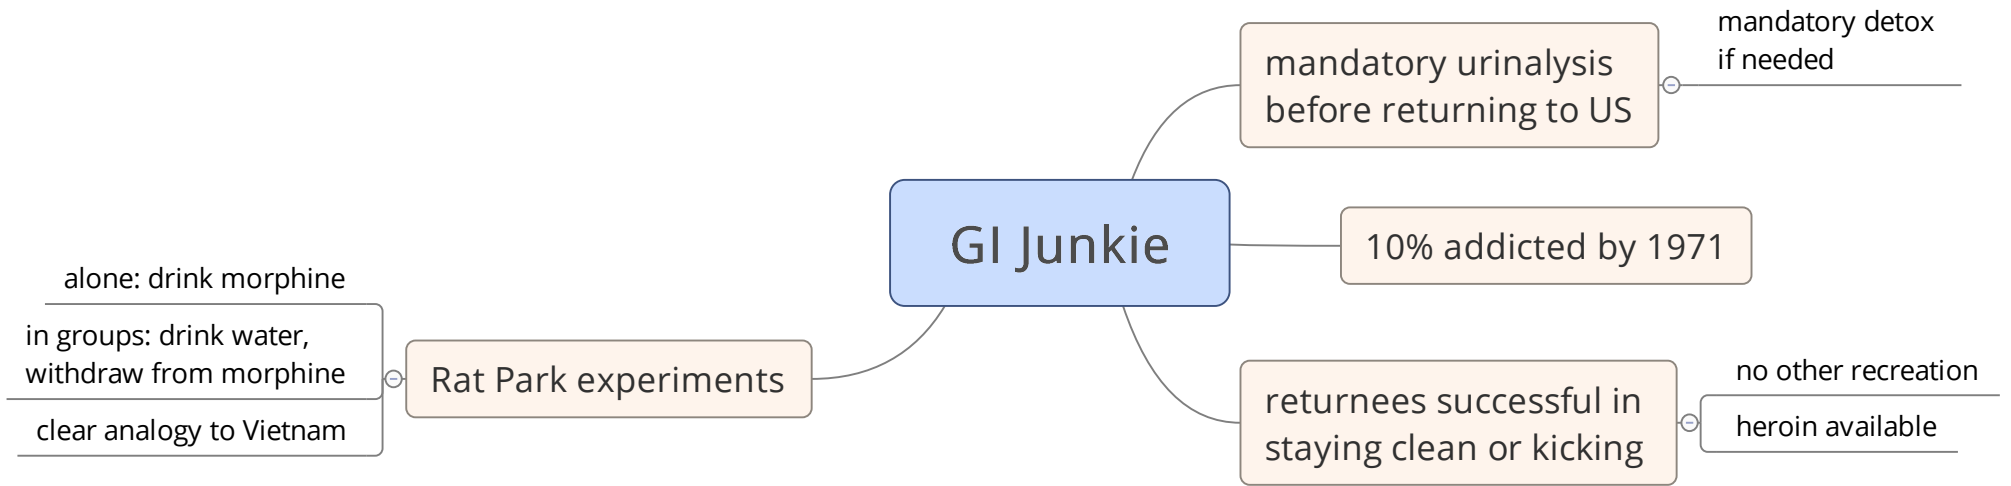 GI Junkie
mandatory urinalysis
before returning to US
mandatory detox
if needed
10% addicted by 1971
returnees successful in
staying clean or kicking
no other recreation
heroin available
Rat Park experiments
alone: drink morphine
in groups: drink water,
withdraw from morphine
clear analogy to Vietnam